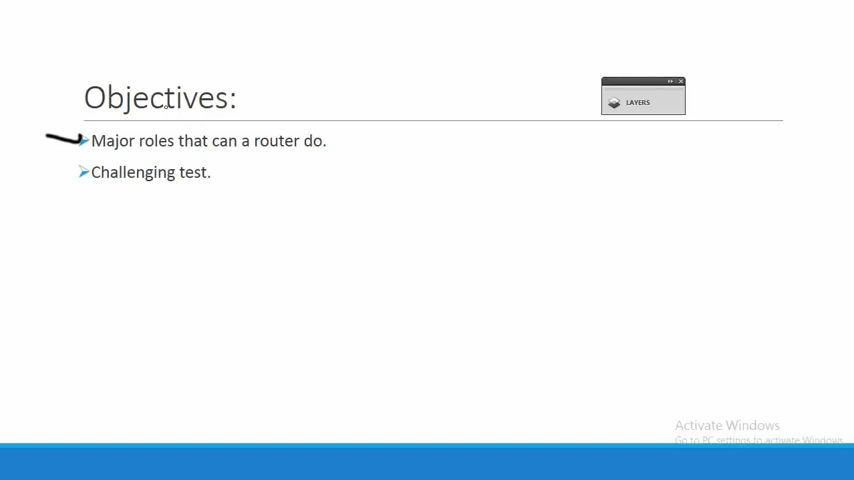 Objectives:
LAYERS
Major roles that can a router do.
Challenging test.
Activate Windows
Go to PC settings to activate Windows.